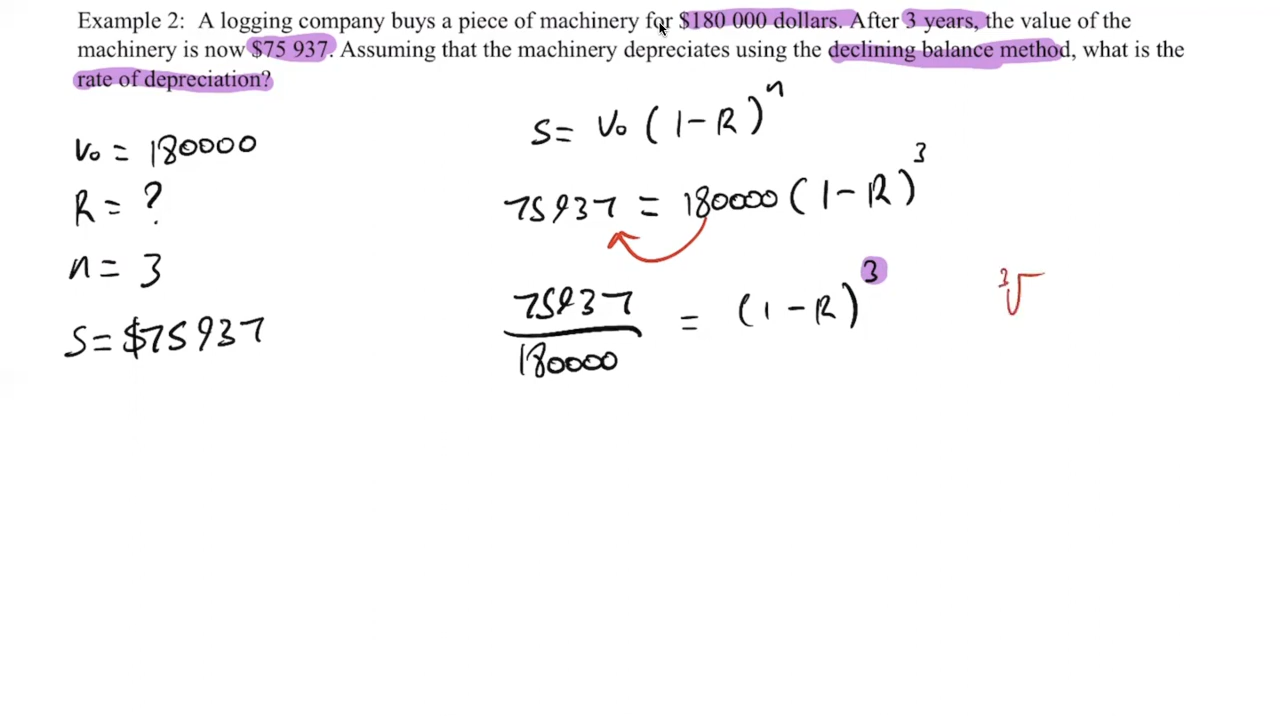 Example 2: A logging company buys a piece of machinery for $180 000 dollars. After 3 years, the value of the
machinery is now $75 937. Assuming that the machinery depreciates using the declining balance method, what is the
rate of depreciation?
V₀ = 180000
R = ?
n = 3
S = $75937
S = V₀ (1 - R)ⁿ
75937 = 180000 (1 - R)³
75937 / 180000 = (1 - R)³
³√